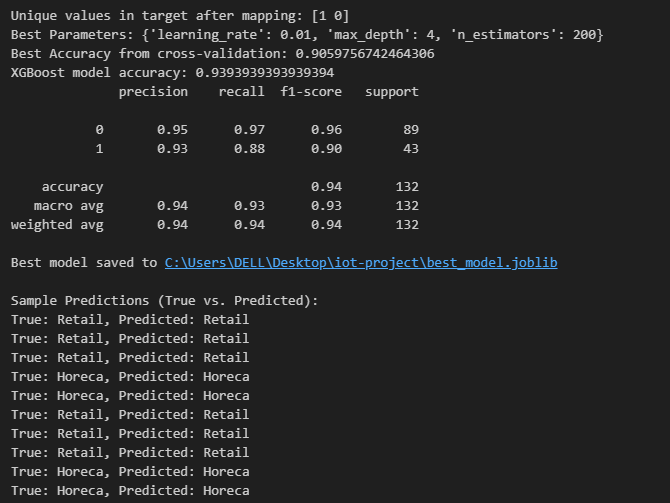 Unique values in target after mapping: [1 0]
Best Parameters: {'learning_rate': 0.01, 'max_depth': 4, 'n_estimators': 200}
Best Accuracy from cross-validation: 0.9059756742464306
XGBoost model accuracy: 0.9393939393939394
precision recall f1-score support
0 0.95 0.97 0.96 89
1 0.93 0.88 0.90 43
accuracy 0.94 132
macro avg 0.94 0.93 0.93 132
weighted avg 0.94 0.94 0.94 132
Best model saved to C:\Users\DELL\Desktop\iot-project\best_model.joblib
Sample Predictions (True vs. Predicted):
True: Retail, Predicted: Retail
True: Retail, Predicted: Retail
True: Retail, Predicted: Retail
True: Horeca, Predicted: Horeca
True: Horeca, Predicted: Horeca
True: Retail, Predicted: Retail
True: Retail, Predicted: Retail
True: Retail, Predicted: Retail
True: Horeca, Predicted: Horeca
True: Horeca, Predicted: Horeca